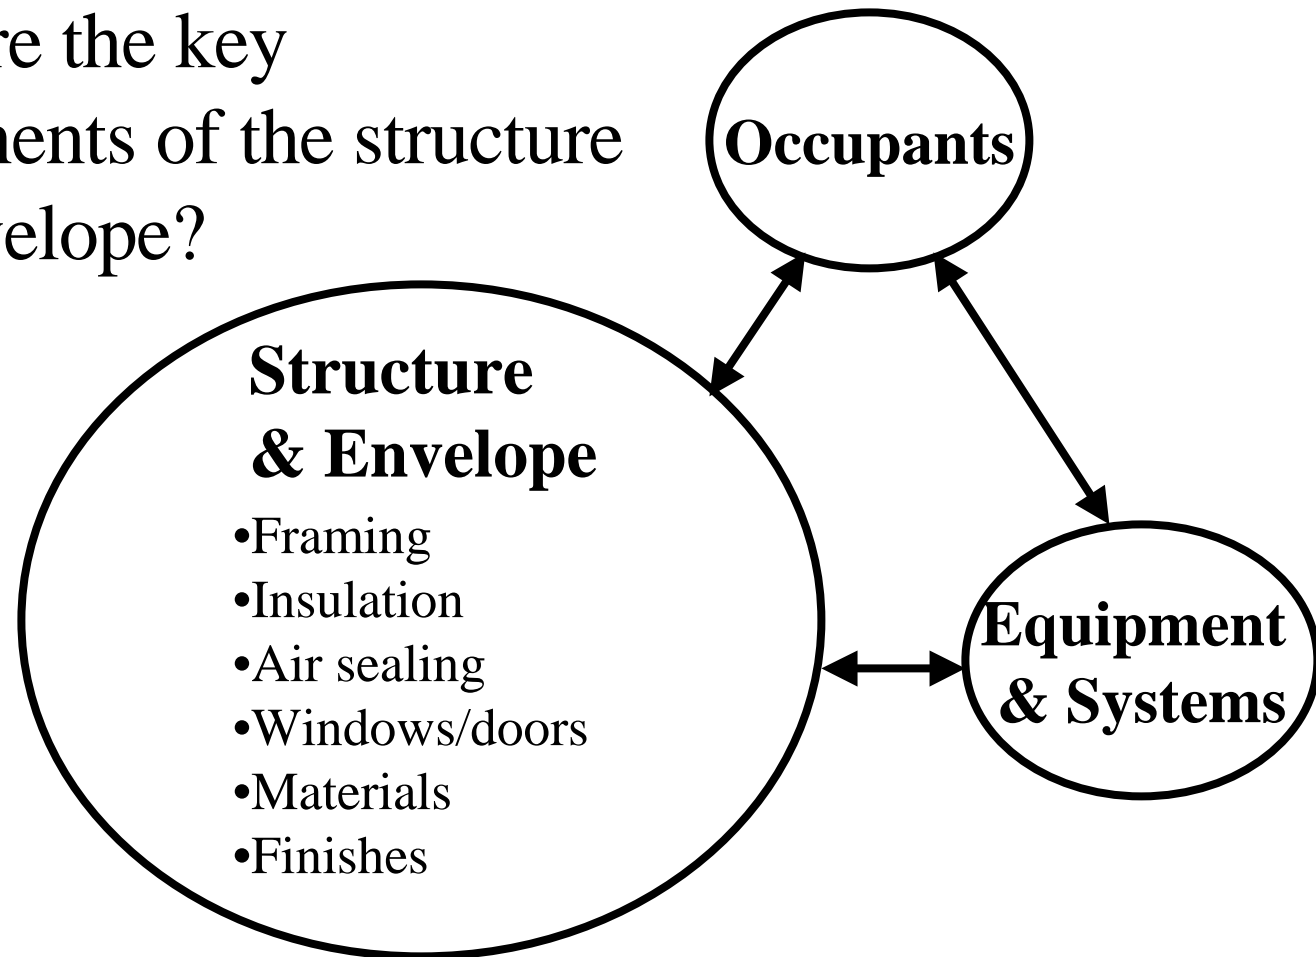 re the key
nents of the structure
velope?
Occupants
Structure
& Envelope
•Framing
•Insulation
•Air sealing
•Windows/doors
•Materials
•Finishes
Equipment
& Systems